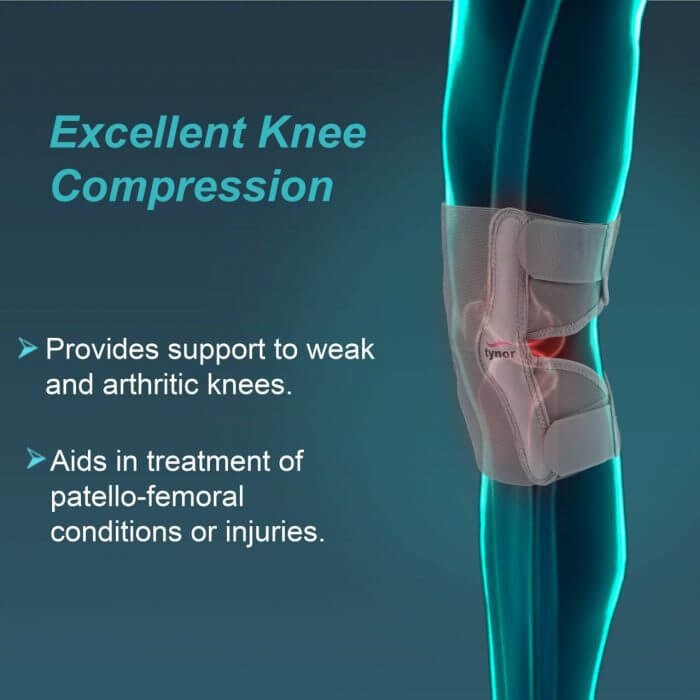 Excellent Knee
Compression
Provides support to weak
and arthritic knees.
tynor
Aids in treatment of
patello-femoral
conditions or injuries.